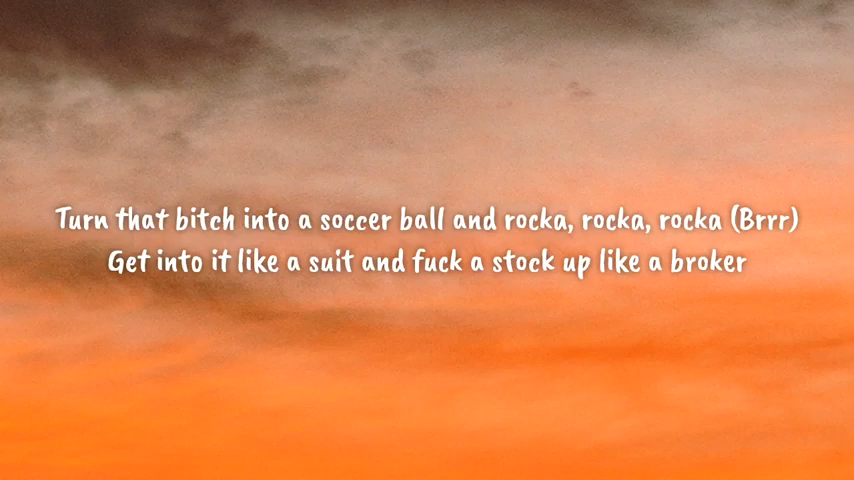 Turn that bitch into a soccer ball and rocka, rocka, rocka (Brrr)
Get into it like a suit and fuck a stock up like a broker